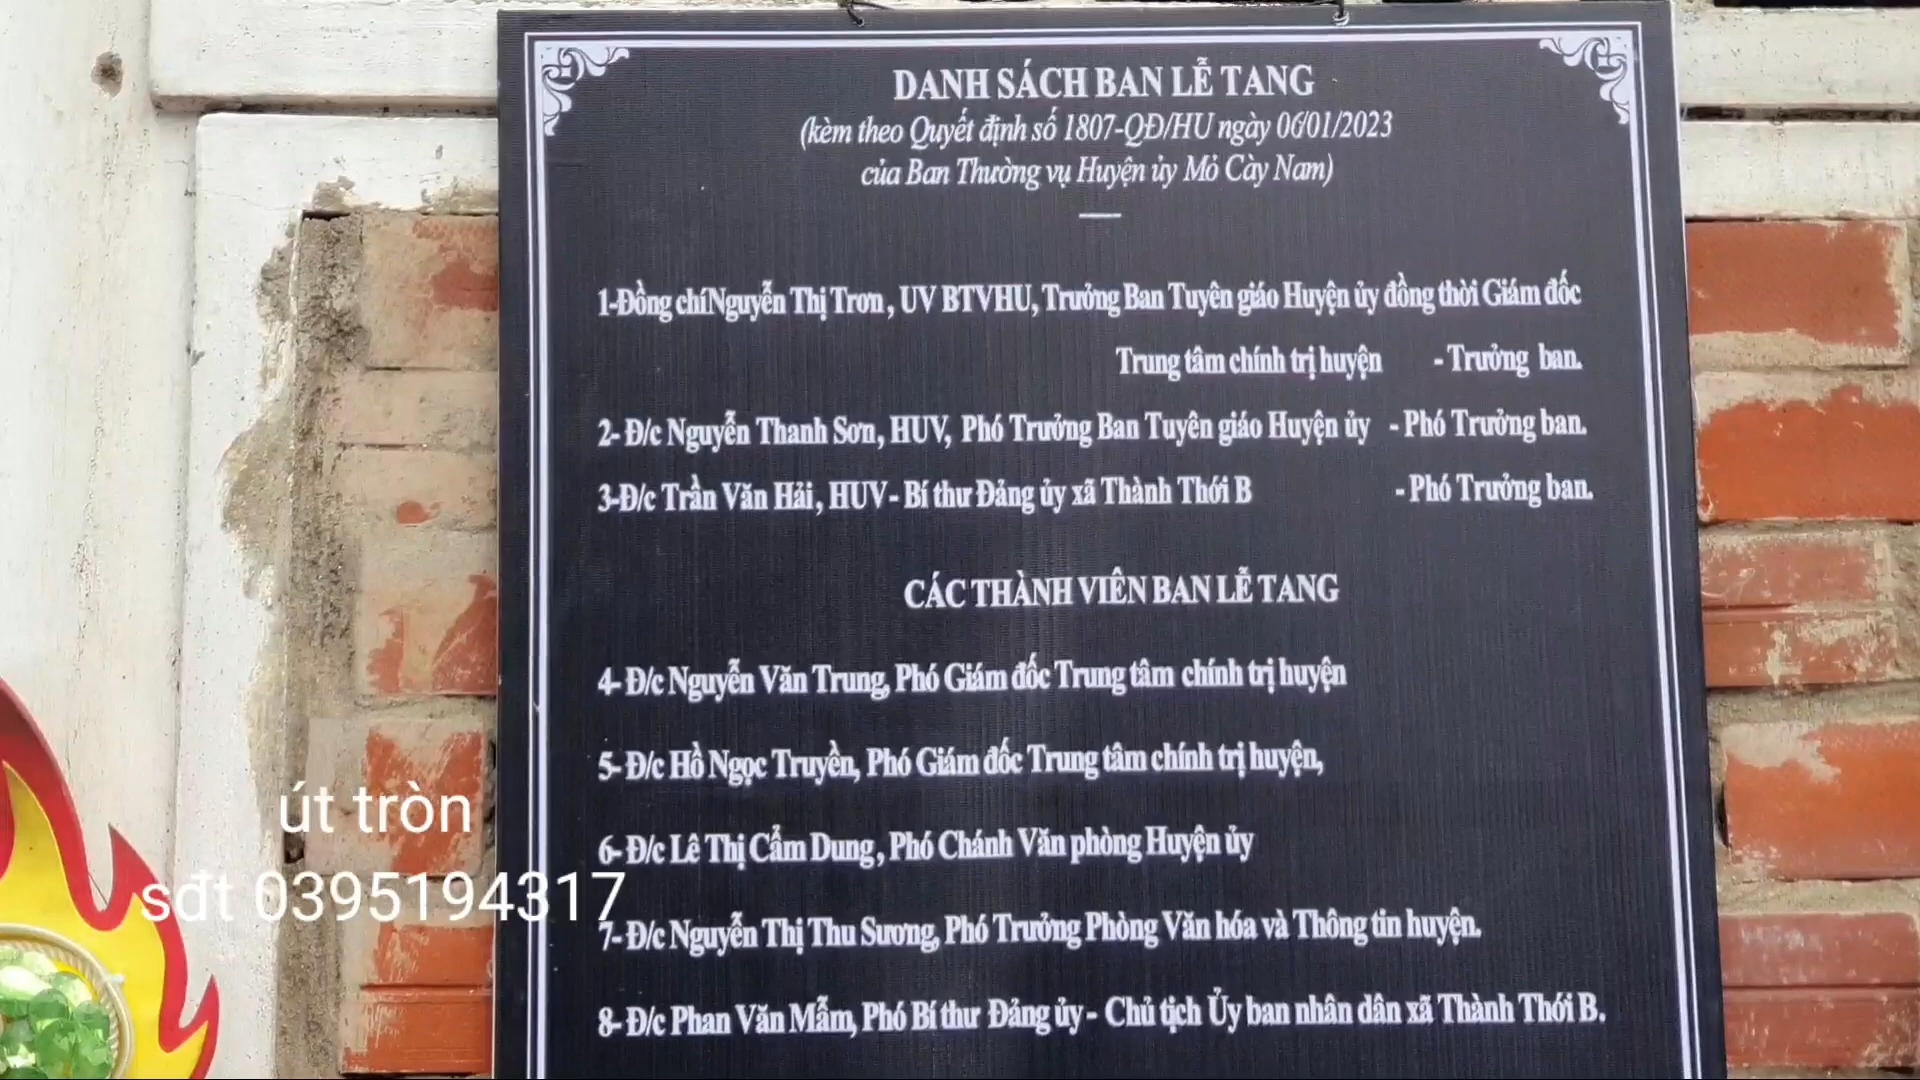 DANH SÁCH BAN LỄ TANG
(kèm theo Quyết định số 1807-QĐ/HU ngày 06/01/2023
của Ban Thường vụ Huyện ủy Mỏ Cày Nam)
1-Đồng chíNguyễn Thị Trơn, UV BTVHU, Trưởng Ban Tuyên giáo Huyện ủy đồng thời Giám đốc
Trung tâm chính trị huyện - Trưởng ban.
2- Đ/c Nguyễn Thanh Sơn, HUV, Phó Trưởng Ban Tuyên giáo Huyện ủy - Phó Trưởng ban.
3-Đ/c Trần Văn Hải, HUV- Bí thư Đảng ủy xã Thành Thới B - Phó Trưởng ban.
CÁC THÀNH VIÊN BAN LỄ TANG
4- Đ/c Nguyễn Văn Trung, Phó Giám đốc Trung tâm chính trị huyện
5- Đ/c Hồ Ngọc Truyền, Phó Giám đốc Trung tâm chính trị huyện,
6- Đ/c Lê Thị Cẩm Dung, Phó Chánh Văn phòng Huyện ủy
7- Đ/c Nguyễn Thị Thu Sương, Phó Trưởng Phòng Văn hóa và Thông tin huyện.
8- Đ/c Phan Văn Mẫm, Phó Bí thư Đảng ủy- Chủ tịch Ủy ban nhân dân xã Thành Thới B.
út tròn
sđt 0395194317